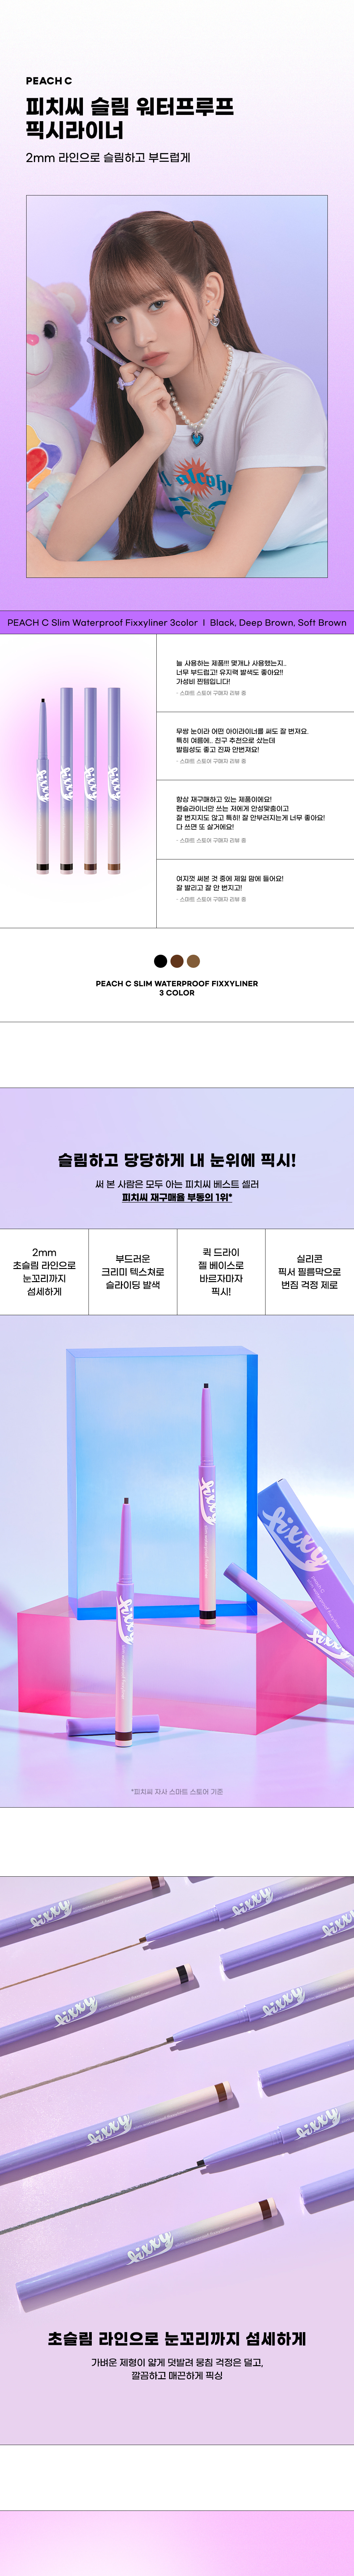 PEACH C
피치씨 슬림 워터프루프
픽시라이너
2mm 라인으로 슬림하고 부드럽게
PEACH C Slim Waterproof Fixxyliner 3color I Black, Deep Brown, Soft Brown
늘 사용하는 제품!!! 몇개나 사용했는지..
너무 부드럽고! 유지력 발색도 좋아요!!
가성비 찐템입니다!
- 스마트 스토어 구매자 리뷰 중
무쌍 눈이라 어떤 아이라이너를 써도 잘 번져요.
특히 여름에.. 친구 추천으로 샀는데
발림성도 좋고 진짜 안번져요!
- 스마트 스토어 구매자 리뷰 중
항상 재구매하고 있는 제품이에요!
펜슬라이너만 쓰는 저에게 안성맞춤이고
잘 번지지도 않고 특히! 잘 안부러지는게 너무 좋아요!
다 쓰면 또 살거에요!
- 스마트 스토어 구매자 리뷰 중
여지껏 써본 것 중에 제일 맘에 들어요!
잘 발리고 잘 안 번지고!
- 스마트 스토어 구매자 리뷰 중
fixxy
fixxy
fixxy
fixxy
PEACH C SLIM WATERPROOF FIXXYLINER
3 COLOR
슬림하고 당당하게 내 눈위에 픽시!
써 본 사람은 모두 아는 피치씨 베스트 셀러
피치씨 재구매율 부동의 1위*
2mm
초슬림 라인으로
눈꼬리까지
섬세하게
부드러운
크리미 텍스쳐로
슬라이딩 발색
퀵 드라이
젤 베이스로
바르자마자
픽시!
실리콘
픽서 필름막으로
번짐 걱정 제로
fixxy
fixxy
fixxy
fixxy
*피치씨 자사 스마트 스토어 기준
fixxy
fixxy
fixxy
fixxy
fixxy
fixxy
fixxy
fixxy
초슬림 라인으로 눈꼬리까지 섬세하게
가벼운 제형이 얇게 덧발려 뭉침 걱정은 덜고,
깔끔하고 매끈하게 픽싱